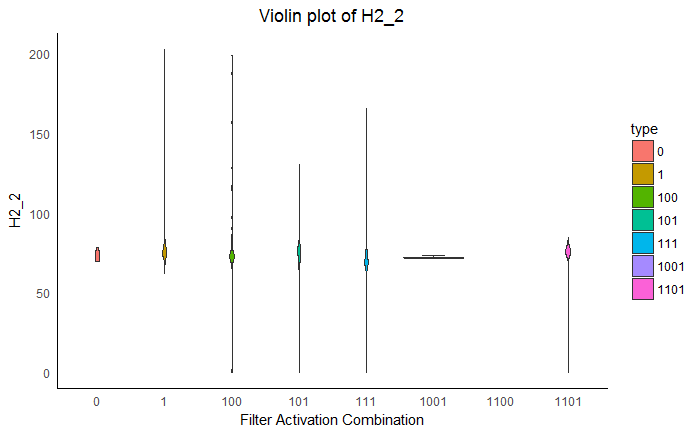 Violin plot of H2_2
H2_2
200
150
100
50
0
0 1 100 101 111 1001 1100 1101
Filter Activation Combination
type
0
1
100
101
111
1001
1101